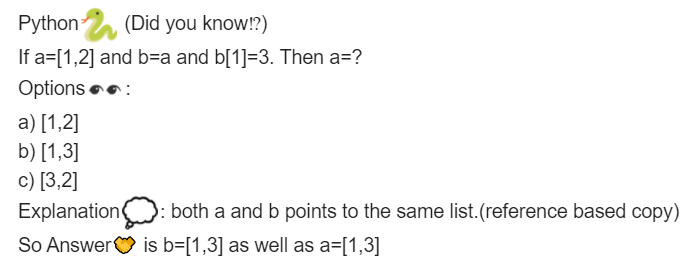 Python🐍 (Did you know⁉)
If a=[1,2] and b=a and b[1]=3. Then a=?
Options👀:
a) [1,2]
b) [1,3]
c) [3,2]
Explanation💭: both a and b points to the same list.(reference based copy)
So Answer💛 is b=[1,3] as well as a=[1,3]